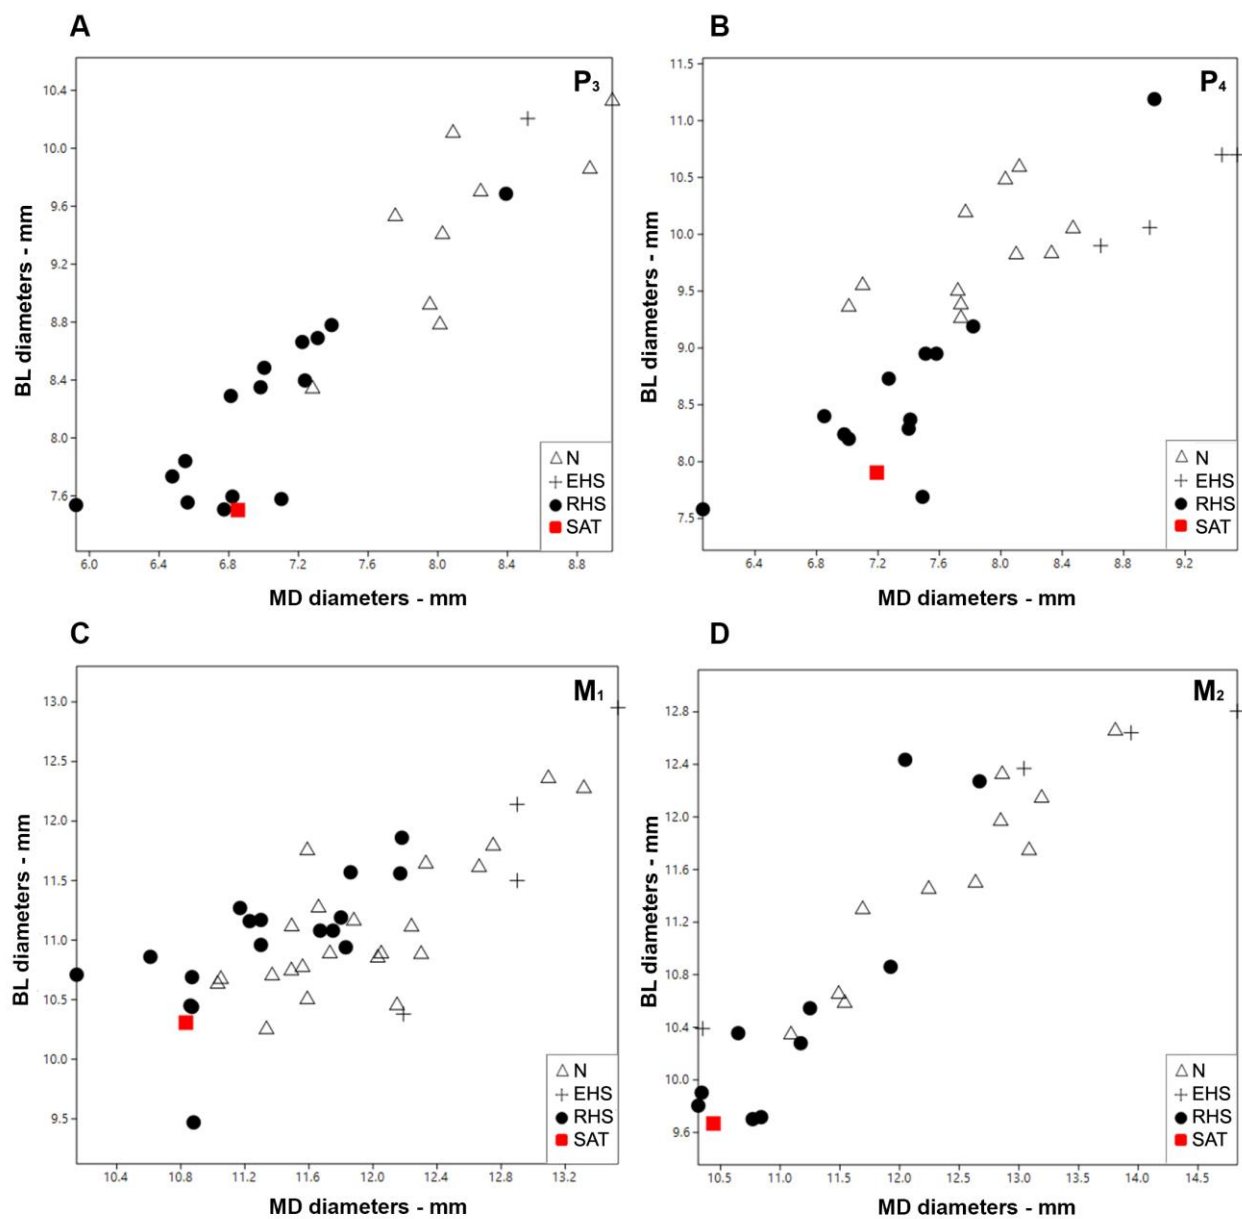 A
P3
BL diameters - mm
10.4
10.0
9.6
9.2
8.8
8.4
8.0
7.6
6.0 6.4 6.8 7.2 7.6 8.0 8.4 8.8
MD diameters - mm
N
EHS
RHS
SAT
B
P4
BL diameters - mm
11.5
11.0
10.5
10.0
9.5
9.0
8.5
8.0
7.5
6.4 6.8 7.2 7.6 8.0 8.4 8.8 9.2
MD diameters - mm
N
EHS
RHS
SAT
C
M1
BL diameters - mm
13.0
12.5
12.0
11.5
11.0
10.5
10.0
9.5
10.4 10.8 11.2 11.6 12.0 12.4 12.8 13.2
MD diameters - mm
N
EHS
RHS
SAT
D
M2
BL diameters - mm
12.8
12.4
12.0
11.6
11.2
10.8
10.4
10.0
9.6
10.5 11.0 11.5 12.0 12.5 13.0 13.5 14.0 14.5
MD diameters - mm
N
EHS
RHS
SAT